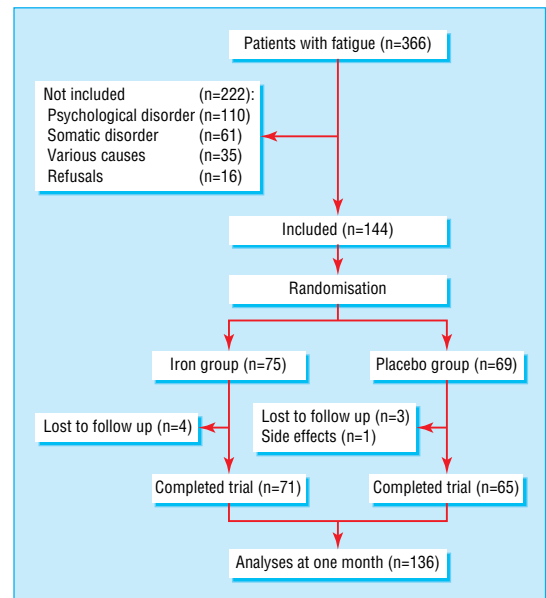 Patients with fatigue (n=366)
Not included (n=222):
Psychological disorder (n=110)
Somatic disorder (n=61)
Various causes (n=35)
Refusals (n=16)
Included (n=144)
Randomisation
Iron group (n=75)
Placebo group (n=69)
Lost to follow up (n=4)
Lost to follow up (n=3)
Side effects (n=1)
Completed trial (n=71)
Completed trial (n=65)
Analyses at one month (n=136)